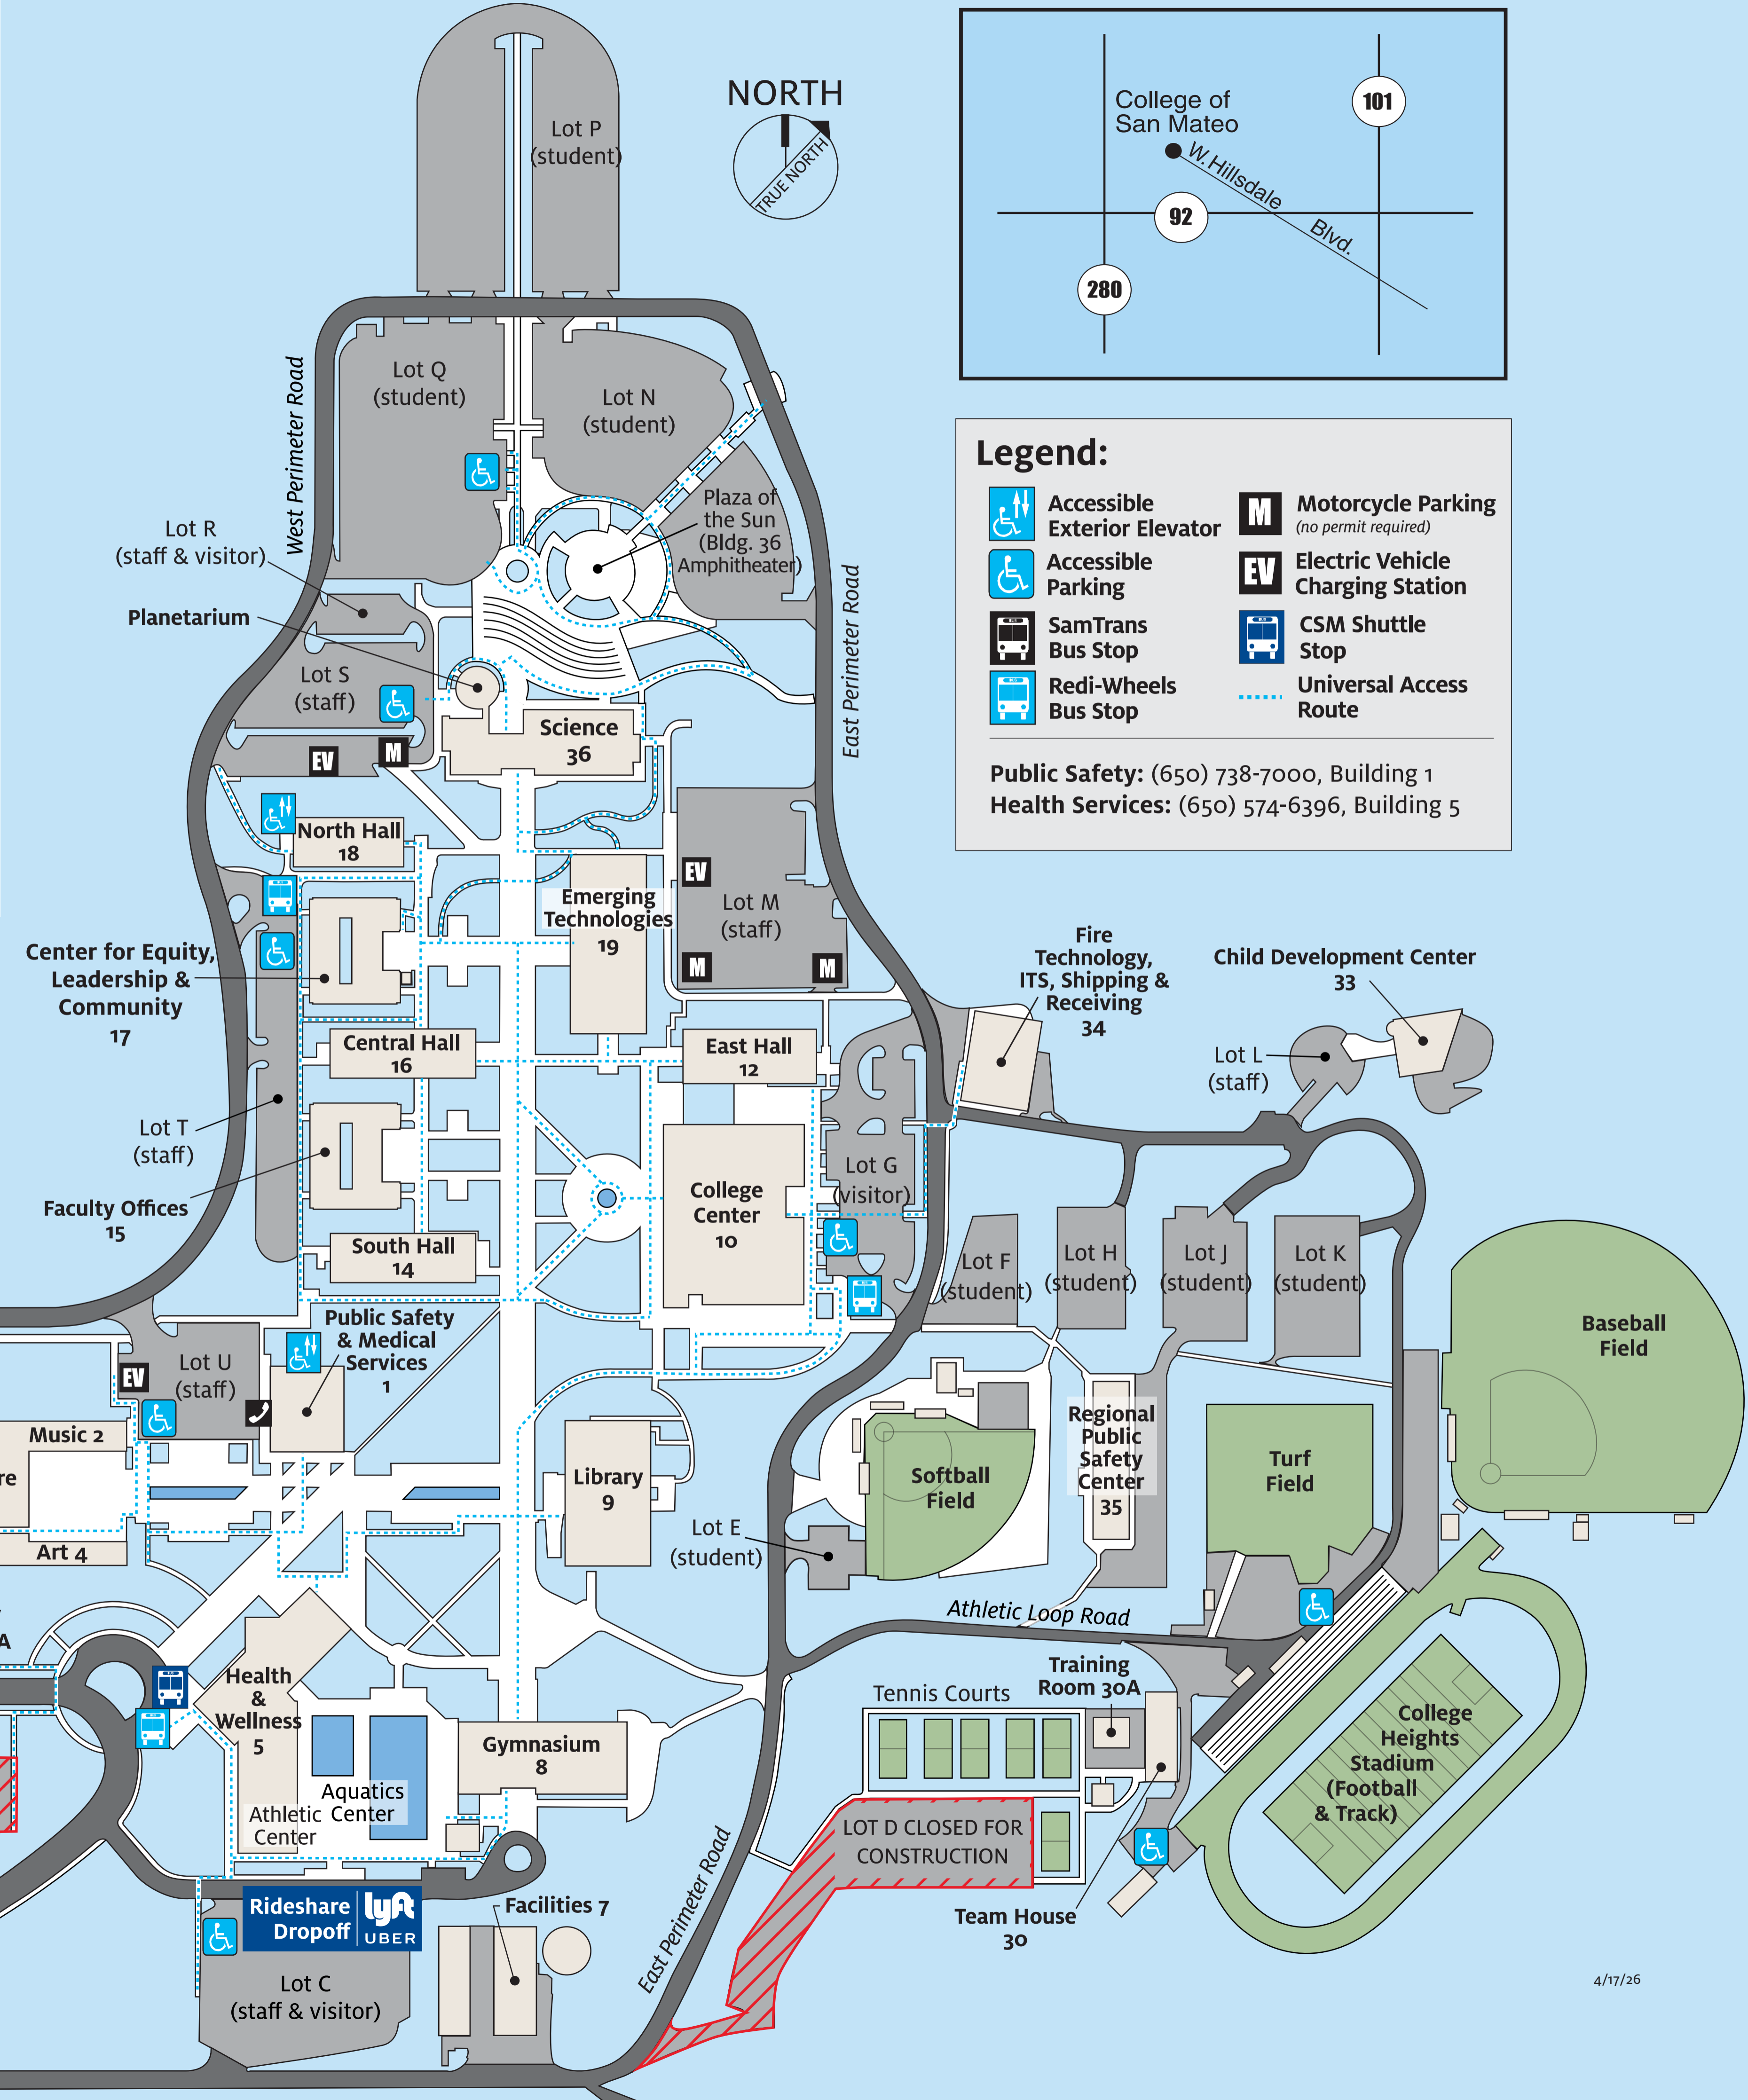 NORTH
TRUE NORTH
College of
San Mateo
101
W. Hillsdale
Blvd.
92
280
Lot P
(student)
West Perimeter Road
Lot Q
(student)
Lot N
(student)
Plaza of
the Sun
(Bldg. 36
Amphitheater)
Lot R
(staff & visitor)
Planetarium
Lot S
(staff)
East Perimeter Road
Science
36
EV
M
Legend:
Accessible
Exterior Elevator
Accessible
Parking
SamTrans
Bus Stop
Redi-Wheels
Bus Stop
M
Motorcycle Parking
(no permit required)
EV
Electric Vehicle
Charging Station
CSM Shuttle
Stop
Universal Access
Route
Public Safety: (650) 738-7000, Building 1
Health Services: (650) 574-6396, Building 5
North Hall
18
Emerging
Technologies
19
EV
Lot M
(staff)
M
M
Center for Equity,
Leadership &
Community
17
Fire
Technology,
ITS, Shipping &
Receiving
34
Child Development Center
33
Central Hall
16
East Hall
12
Lot L
(staff)
Lot T
(staff)
Faculty Offices
15
College
Center
10
Lot G
(visitor)
South Hall
14
Lot F
(student)
Lot H
(student)
Lot J
(student)
Lot K
(student)
Baseball
Field
Public Safety
& Medical
Services
1
EV
Lot U
(staff)
Music 2
re
Art 4
A
Library
9
Lot E
(student)
Softball
Field
Regional
Public
Safety
Center
35
Turf
Field
Athletic Loop Road
Health
&
Wellness
5
Gymnasium
8
Aquatics
Center
Athletic
Center
Tennis Courts
Training
Room 30A
College
Heights
Stadium
(Football
& Track)
LOT D CLOSED FOR
CONSTRUCTION
Team House
30
East Perimeter Road
Rideshare
Dropoff
lyft
UBER
Facilities 7
Lot C
(staff & visitor)
4/17/26